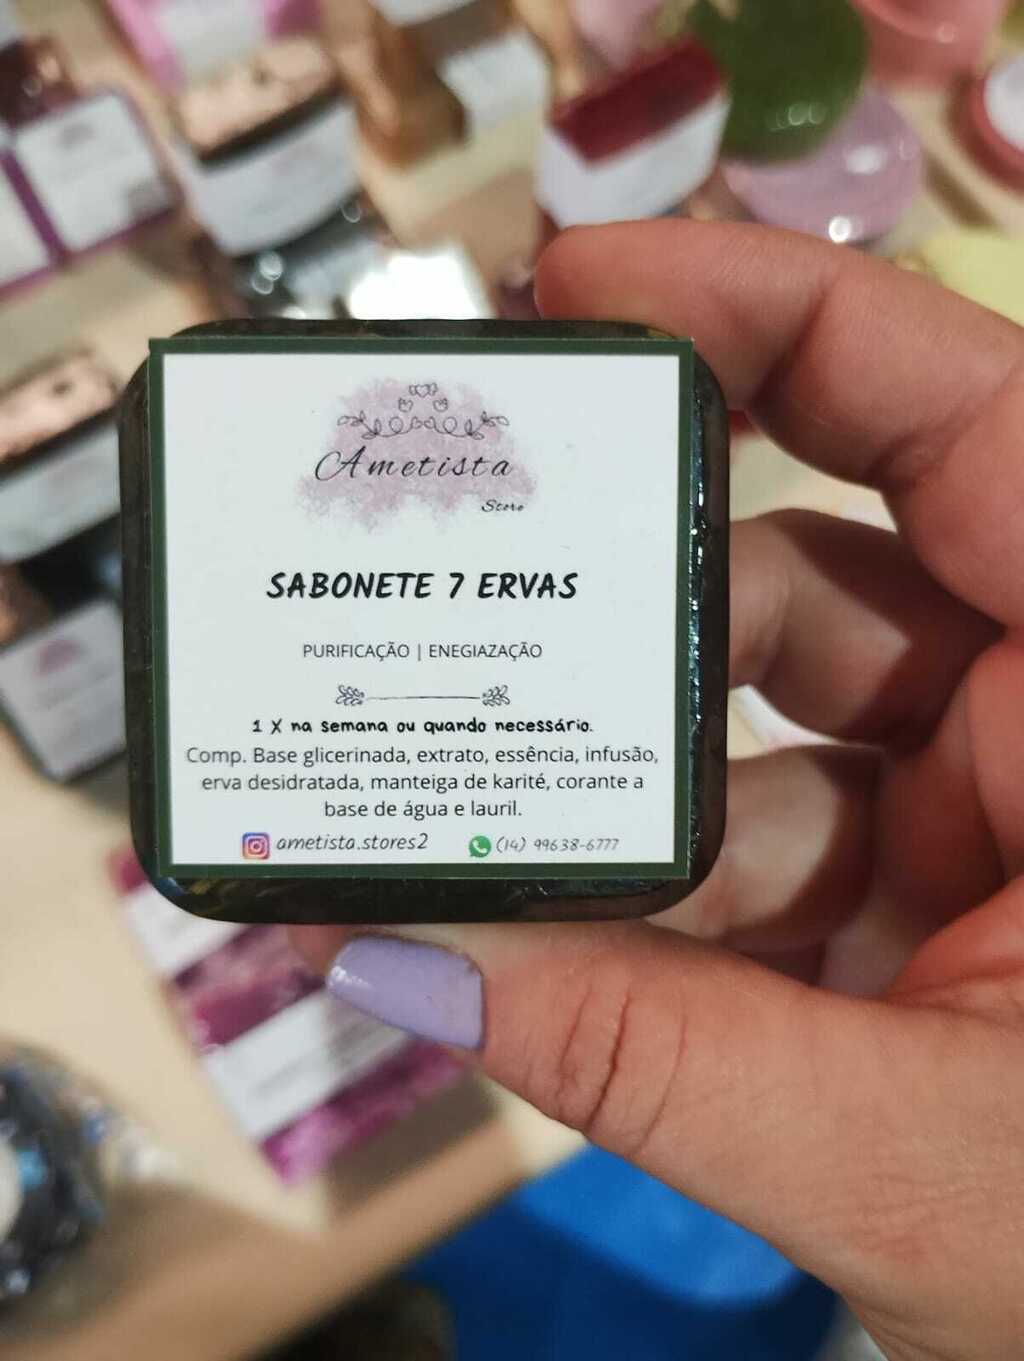 Ametista
Store
SABONETE 7 ERVAS
PURIFICAÇÃO | ENEGIAZAÇÃO
1 X na semana ou quando necessário.
Comp. Base glicerinada, extrato, essência, infusão,
erva desidratada, manteiga de karité, corante a
base de água e lauril.
ametista.stores2 (14) 99638-6777